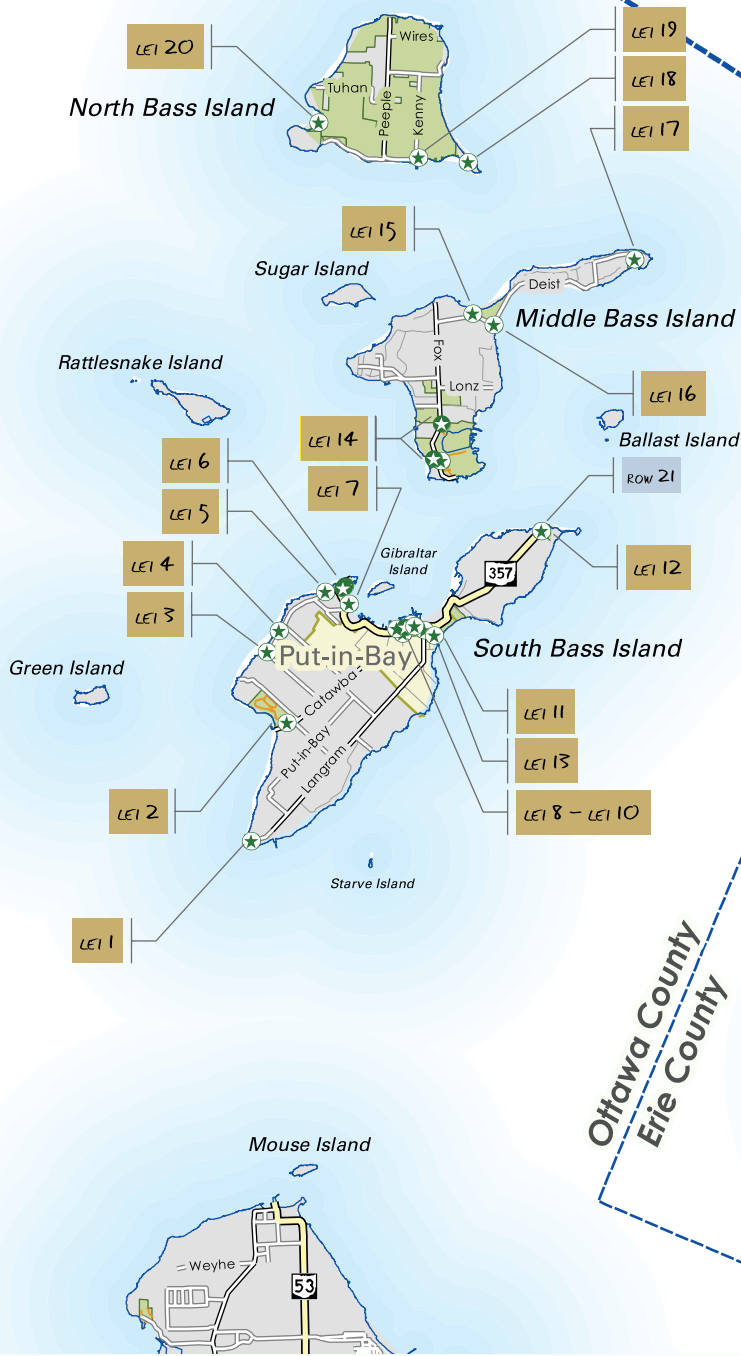 Wires
LEI 19
LEI 20
LEI 18
Tuhan
North Bass Island
Peeple
Kenny
LEI 17
LEI 15
Sugar Island
Deist
Middle Bass Island
Fox
Rattlesnake Island
Lonz
LEI 16
LEI 14
Ballast Island
LEI 6
ROW 21
LEI 7
LEI 5
Gibraltar
Island
LEI 4
357
LEI 12
LEI 3
South Bass Island
Put-in-Bay
Green Island
Catawba
LEI 11
Put-in-Bay
LEI 13
Langram
LEI 2
LEI 8 - LEI 10
Starve Island
LEI 1
Ottawa County
Erie County
Mouse Island
Weyhe
53